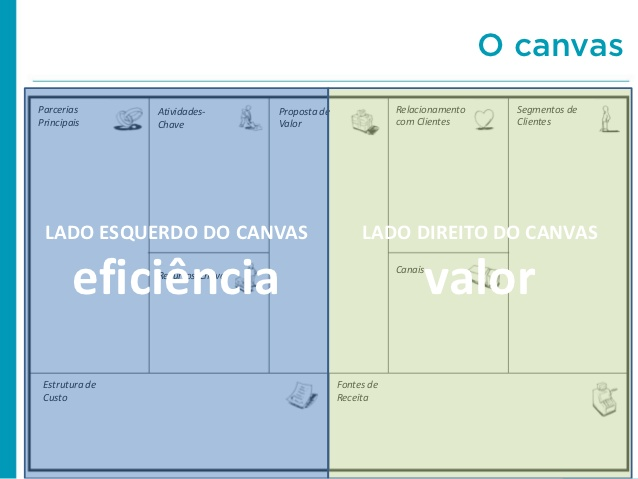 O canvas
Parcerias
Principais
Atividades-
Chave
Proposta de
Valor
Relacionamento
com Clientes
Segmentos de
Clientes
LADO ESQUERDO DO CANVAS
eficiência
LADO DIREITO DO CANVAS
valor
Canais
Estrutura de
Custo
Fontes de
Receita